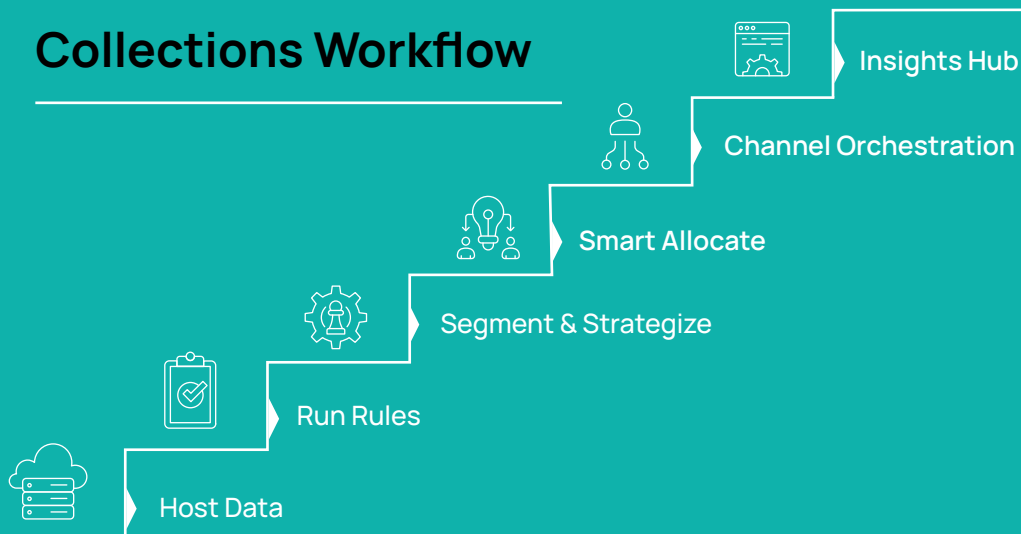 Collections Workflow
Insights Hub
Channel Orchestration
Smart Allocate
Segment & Strategize
Run Rules
Host Data